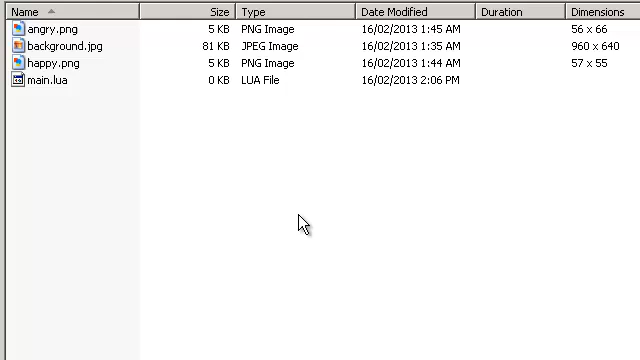 Name Size Type Date Modified Duration Dimensions
angry.png 5 KB PNG Image 16/02/2013 1:45 AM 56 x 66
background.jpg 81 KB JPEG Image 16/02/2013 1:35 AM 960 x 640
happy.png 5 KB PNG Image 16/02/2013 1:44 AM 57 x 55
main.lua 0 KB LUA File 16/02/2013 2:06 PM